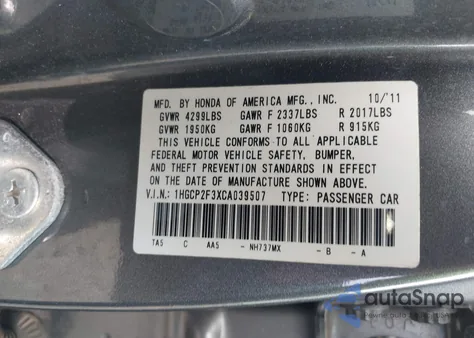 MFD. BY HONDA OF AMERICA MFG., INC. 10/'11
GVWR 4299LBS GAWR F 2337LBS R 2017LBS
GVWR 1950KG GAWR F 1060KG R 915KG
THIS VEHICLE CONFORMS TO ALL APPLICABLE
FEDERAL MOTOR VEHICLE SAFETY, BUMPER,
AND THEFT PREVENTION STANDARDS IN EFFECT
ON THE DATE OF MANUFACTURE SHOWN ABOVE.
V.I.N.: 1HGCP2F3XCA039507 TYPE: PASSENGER CAR
TA5 C AA5 - NH737MX - B - A
autoSnap